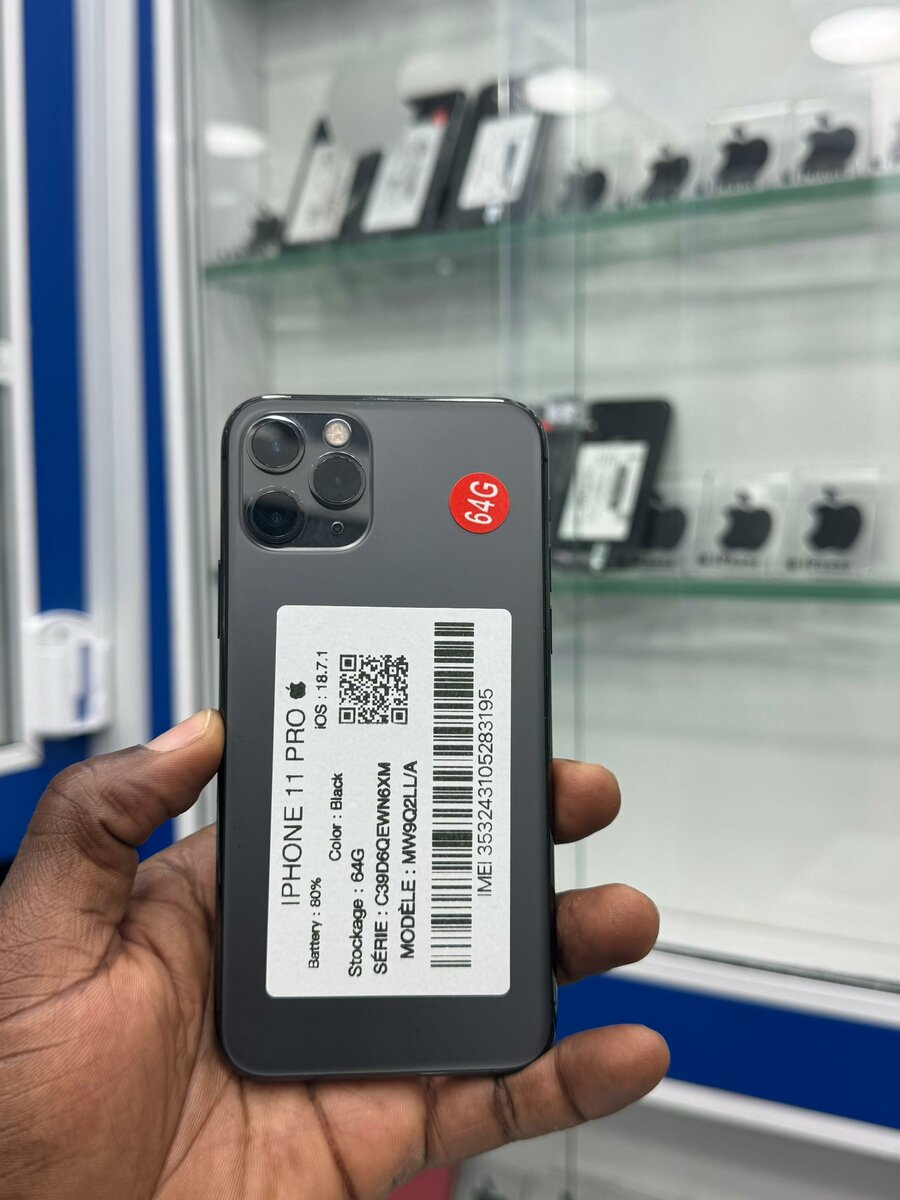 64G
IPHONE 11 PRO
Battery : 80%
iOS : 18.7.1
Color : Black
Stockage : 64G
SÉRIE : C39D6QEWN6XM
MODÈLE : MW9Q2LL/A
IMEI 353243105283195